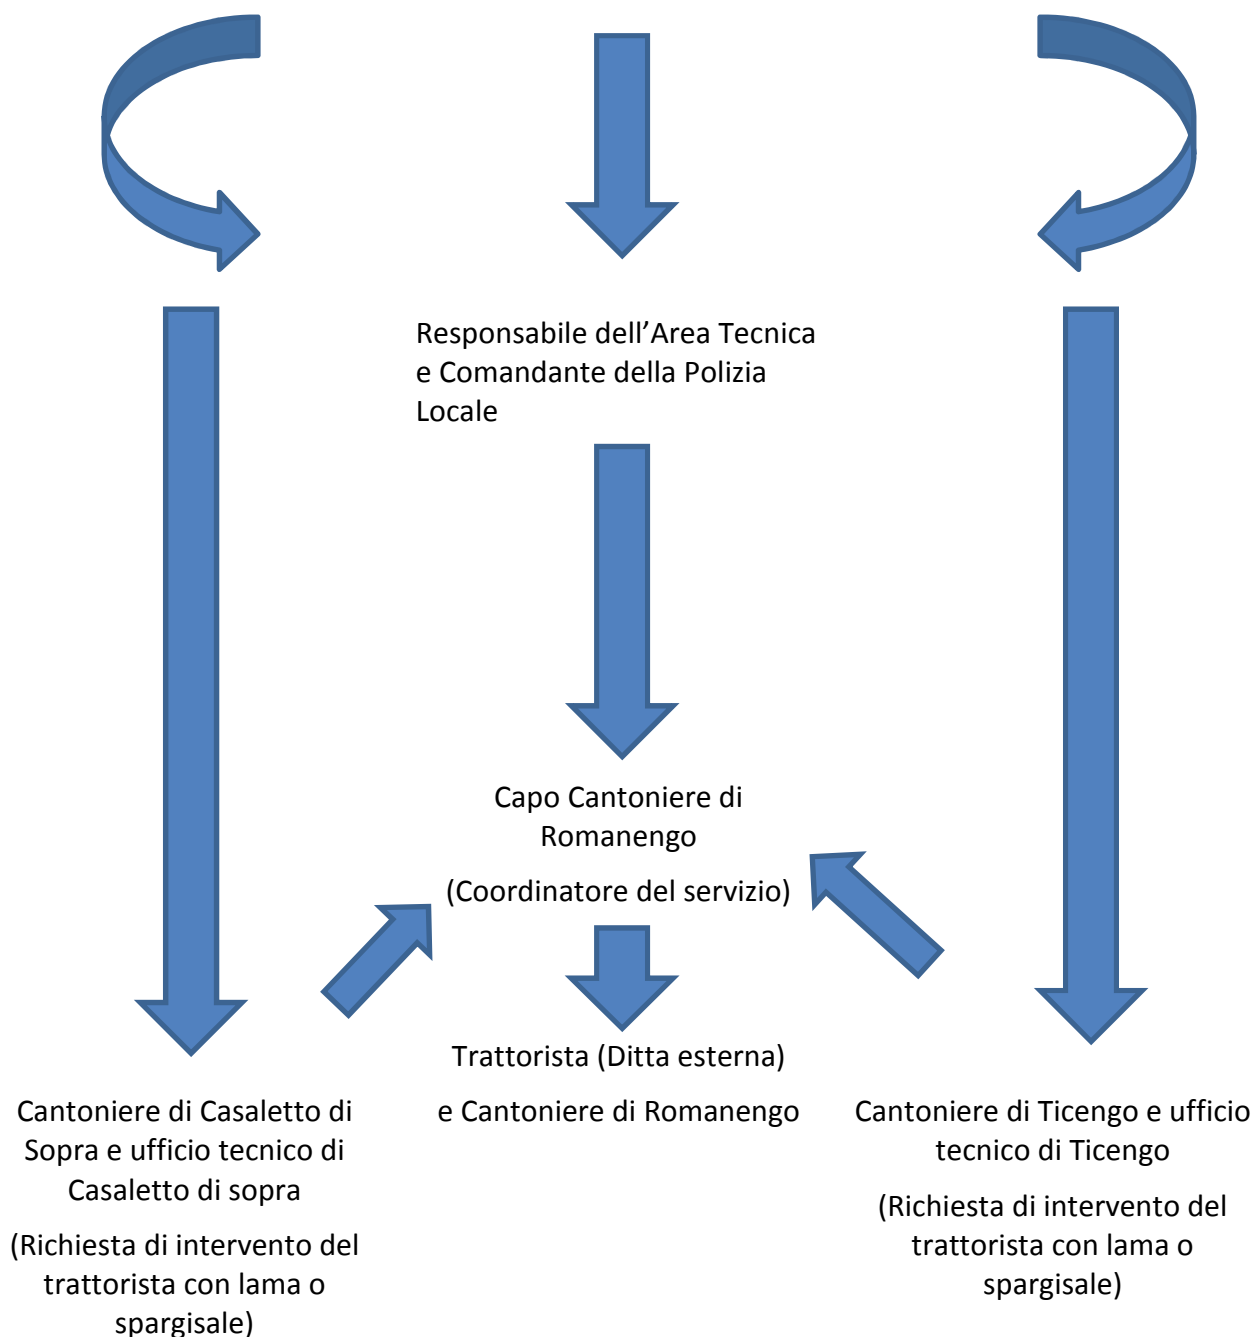 Responsabile dell’Area Tecnica
e Comandante della Polizia
Locale
Capo Cantoniere di
Romanengo
(Coordinatore del servizio)
Trattorista (Ditta esterna)
e Cantoniere di Romanengo
Cantoniere di Casaletto di
Sopra e ufficio tecnico di
Casaletto di sopra
(Richiesta di intervento del
trattorista con lama o
spargisale)
Cantoniere di Ticengo e ufficio
tecnico di Ticengo
(Richiesta di intervento del
trattorista con lama o
spargisale)